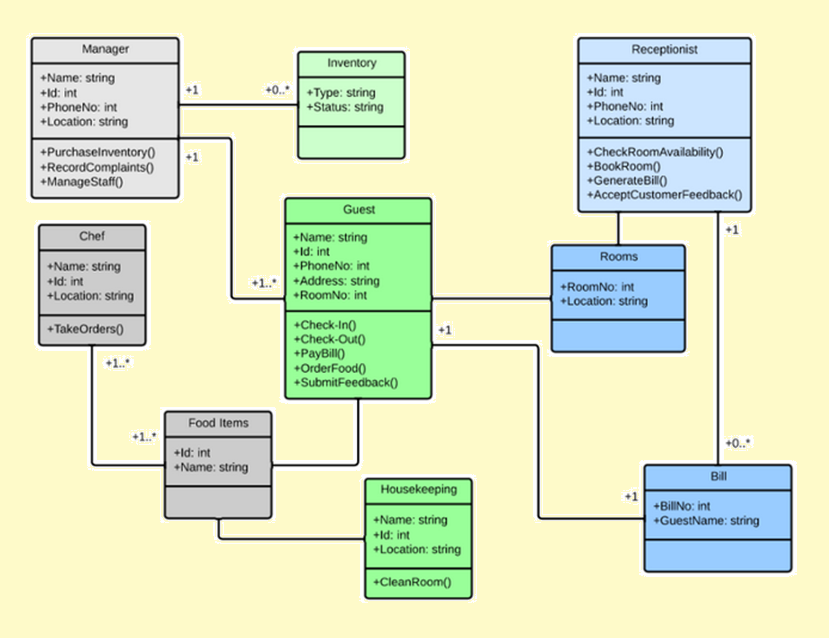 Manager
+Name: string
+Id: int
+PhoneNo: int
+Location: string
+PurchaseInventory()
+RecordComplaints()
+ManageStaff()
+1
+0..*
Inventory
+Type: string
+Status: string
+1
+1..*
Receptionist
+Name: string
+Id: int
+PhoneNo: int
+Location: string
+CheckRoomAvailability()
+BookRoom()
+GenerateBill()
+AcceptCustomerFeedback()
+1
+0..*
Chef
+Name: string
+Id: int
+Location: string
+TakeOrders()
+1..*
+1..*
Guest
+Name: string
+Id: int
+PhoneNo: int
+Address: string
+RoomNo: int
+Check-In()
+Check-Out()
+PayBill()
+OrderFood()
+SubmitFeedback()
+1
+1
Rooms
+RoomNo: int
+Location: string
Food Items
+Id: int
+Name: string
Housekeeping
+Name: string
+Id: int
+Location: string
+CleanRoom()
Bill
+BillNo: int
+GuestName: string